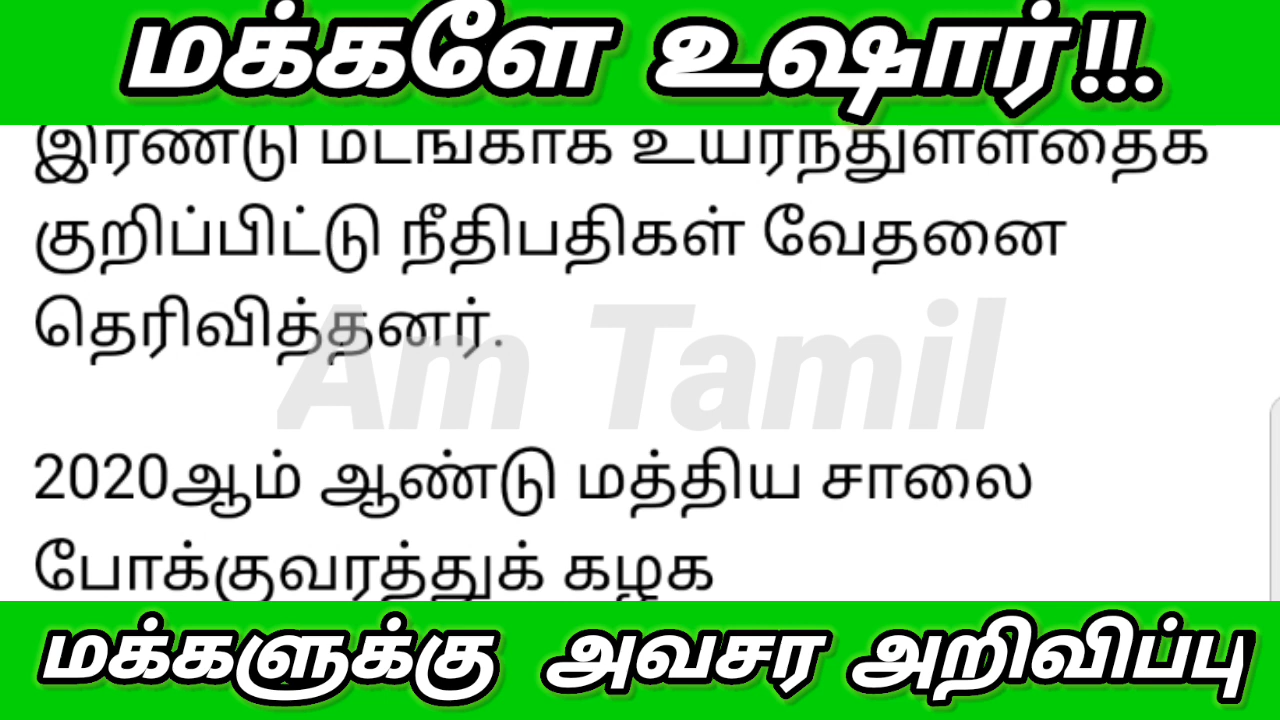 மக்களே உஷார்!!.
இரண்டு மடங்காக உயர்ந்துள்ளதைக்
குறிப்பிட்டு நீதிபதிகள் வேதனை
தெரிவித்தனர்.
Am Tamil
2020ஆம் ஆண்டு மத்திய சாலை
போக்குவரத்துக் கழக
மக்களுக்கு அவசர அறிவிப்பு